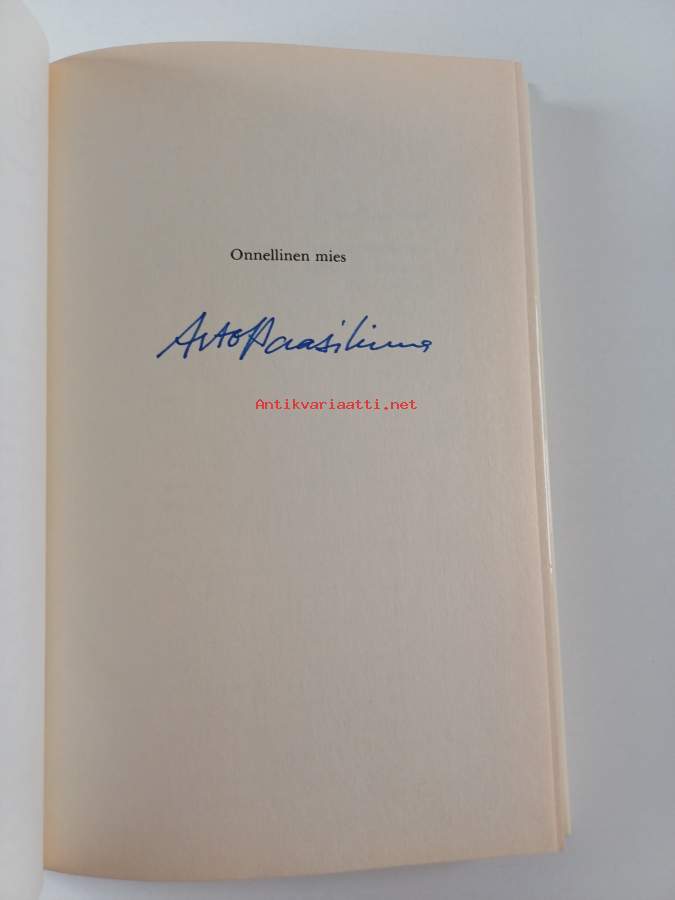 Onnellinen mies
Arto Paasilinna
Antikvariaatti.net